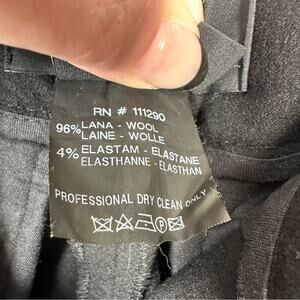 RN # 111290
96% LANA - WOOL
LAINE - WOLLE
4% ELASTAM - ELASTANE
ELASTHANNE - ELASTHAN
PROFESSIONAL DRY CLEAN ONLY